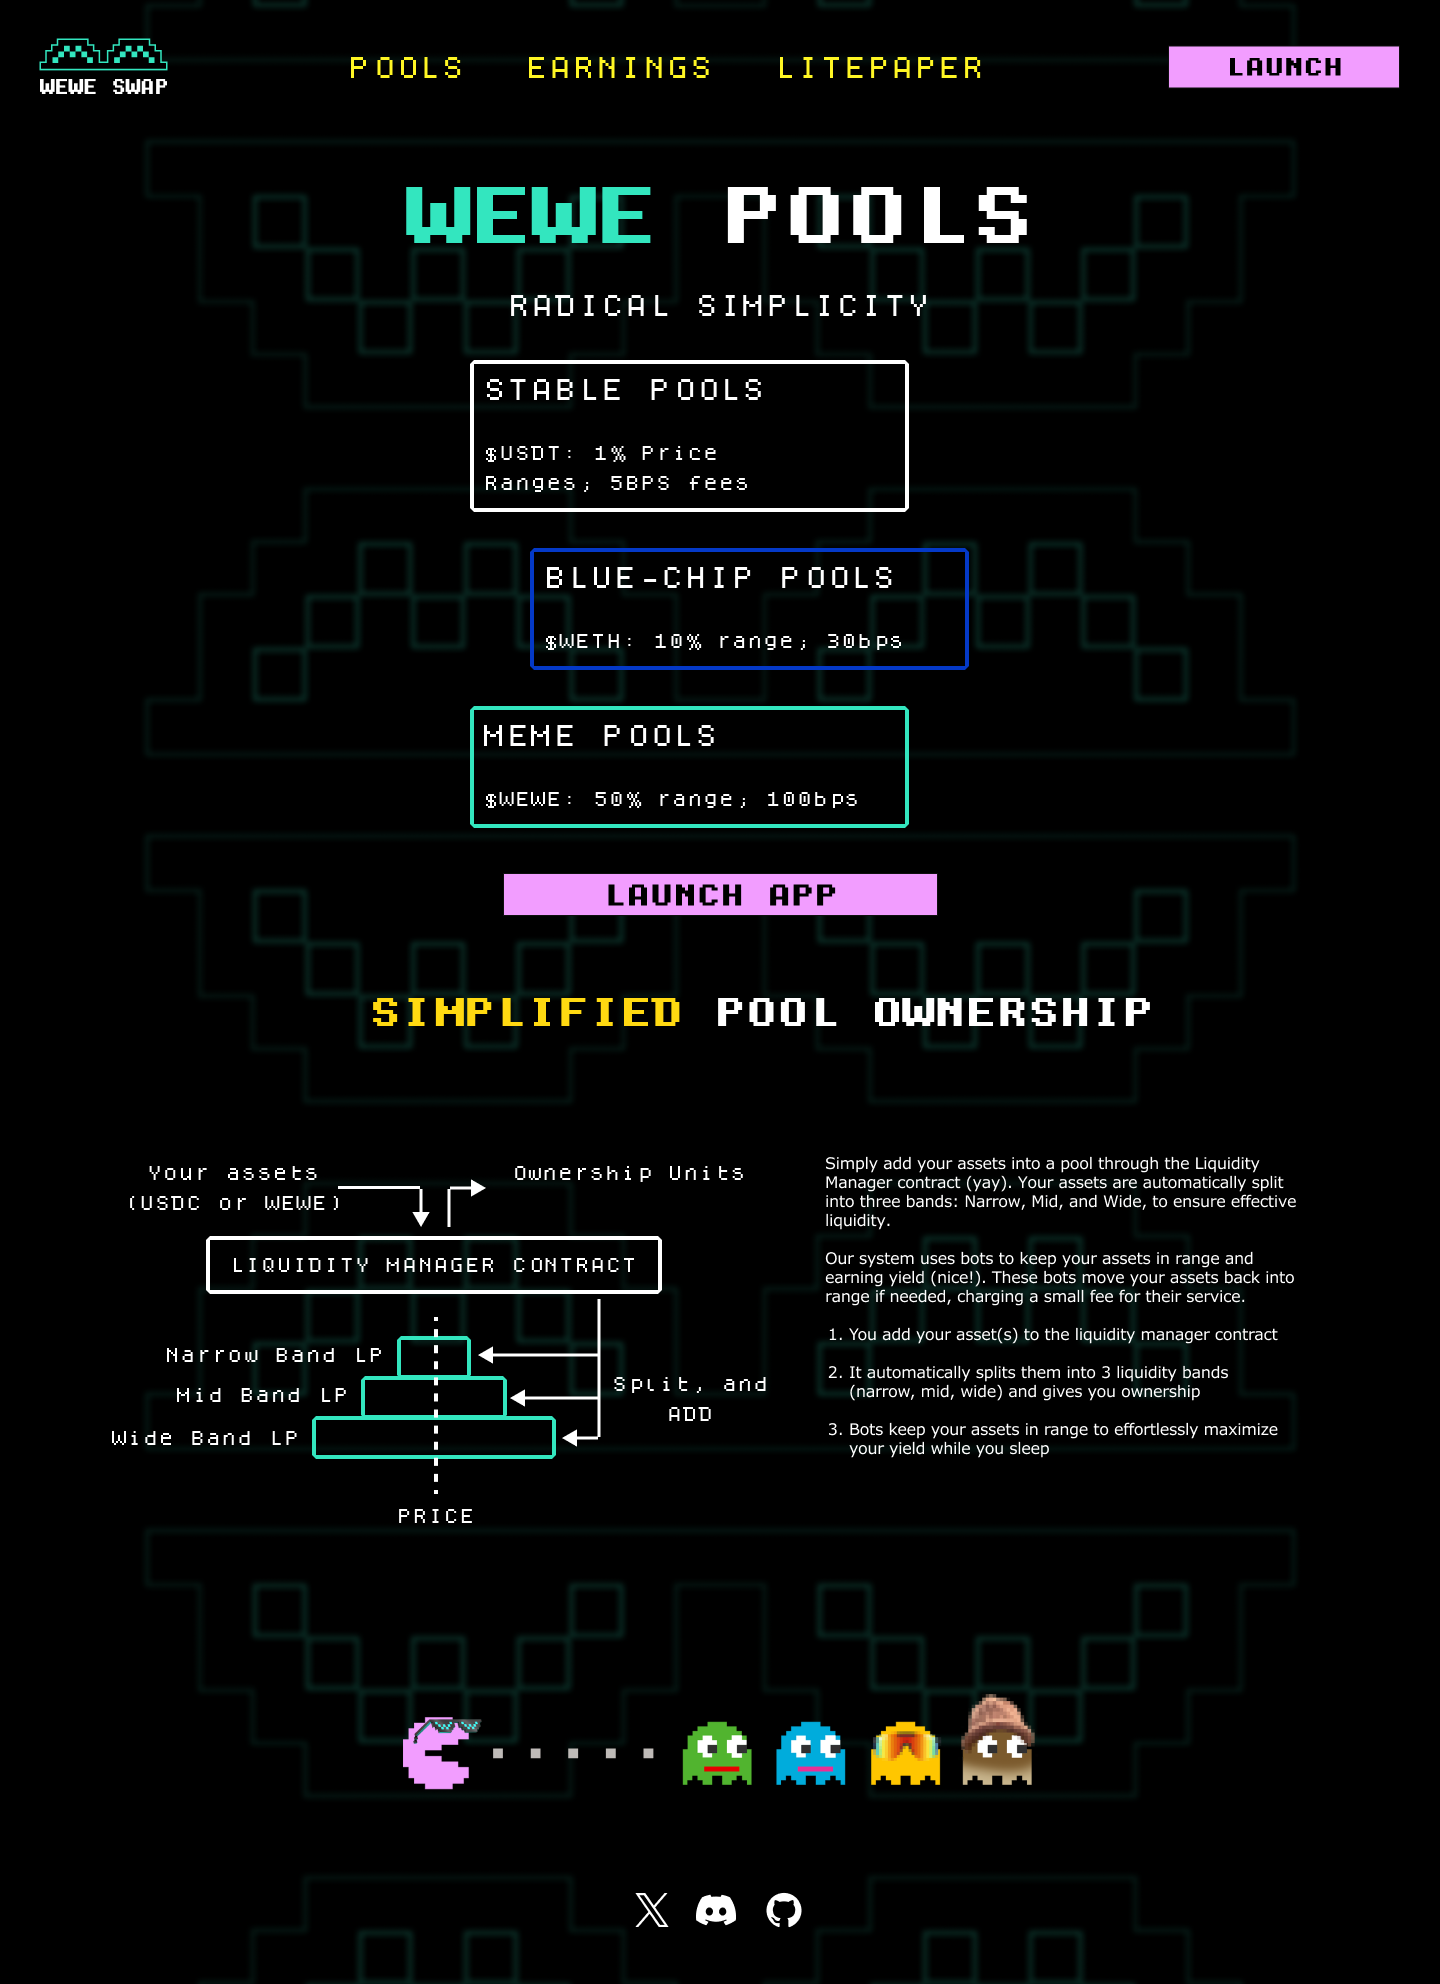 WEWE SWAP
POOLS
EARNINGS
LITEPAPER
LAUNCH
WEWE POOLS
RADICAL SIMPLICITY
STABLE POOLS
$USDT: 1% Price
Ranges; 5BPS fees
BLUE-CHIP POOLS
$WETH: 10% range; 30bps
MEME POOLS
$WEWE: 50% range; 100bps
LAUNCH APP
SIMPLIFIED POOL OWNERSHIP
Your assets
(USDC or WEWE)
Ownership Units
LIQUIDITY MANAGER CONTRACT
Narrow Band LP
Mid Band LP
Wide Band LP
Split, and
ADD
PRICE
Simply add your assets into a pool through the Liquidity
Manager contract (yay). Your assets are automatically split
into three bands: Narrow, Mid, and Wide, to ensure effective
liquidity.
Our system uses bots to keep your assets in range and
earning yield (nice!). These bots move your assets back into
range if needed, charging a small fee for their service.
1. You add your asset(s) to the liquidity manager contract
2. It automatically splits them into 3 liquidity bands
(narrow, mid, wide) and gives you ownership
3. Bots keep your assets in range to effortlessly maximize
your yield while you sleep